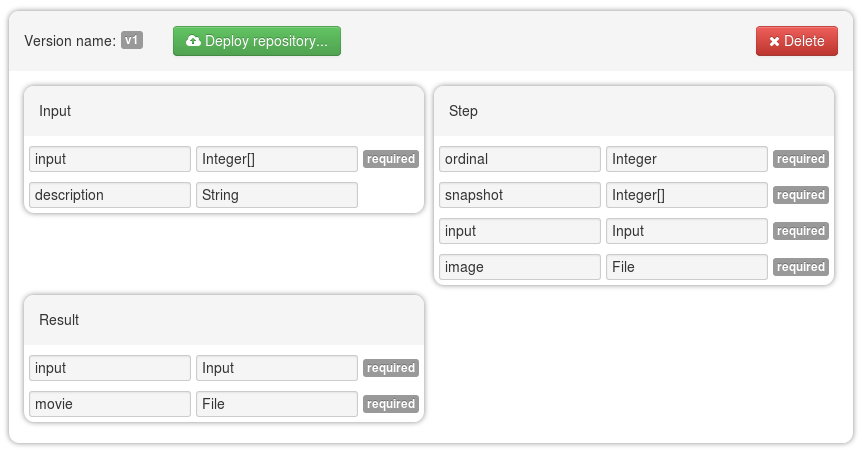 Version name: v1 Deploy repository... Delete
Input
input Integer[] required
description String
Step
ordinal Integer required
snapshot Integer[] required
input Input required
image File required
Result
input Input required
movie File required